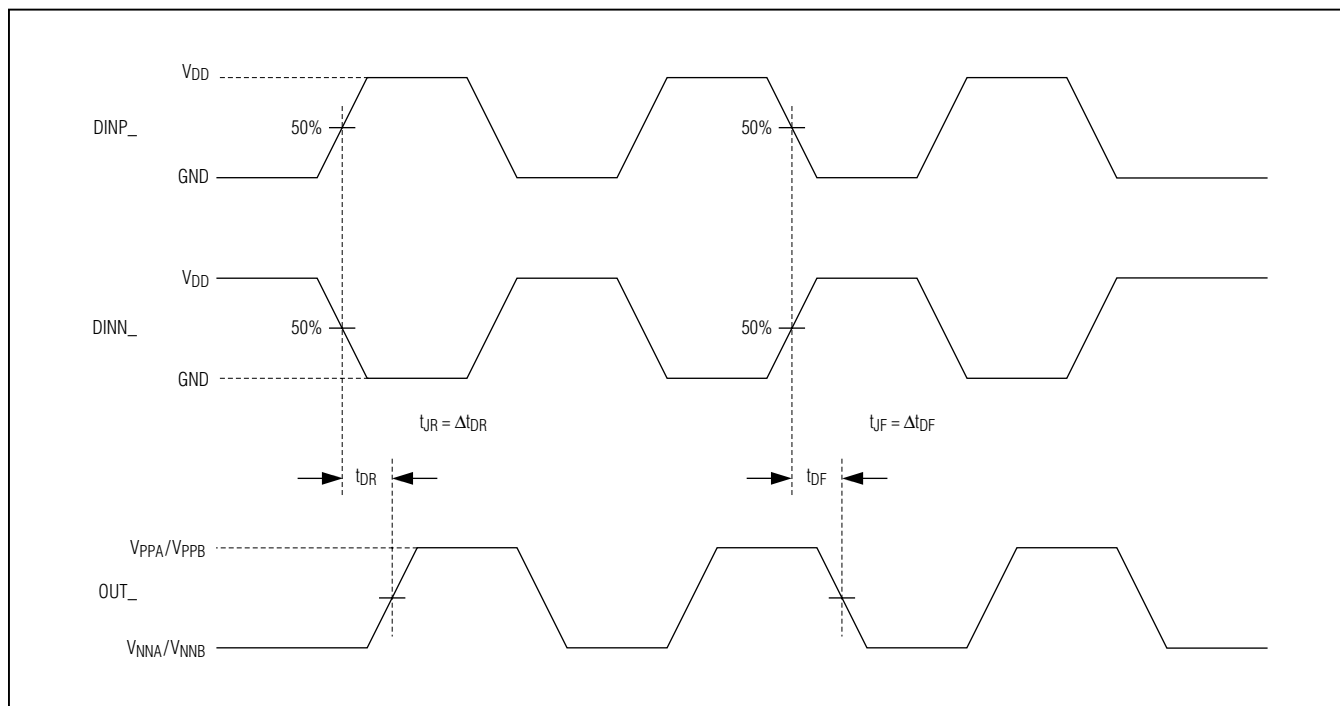 VDD
DINP_
50%
50%
GND
VDD
DINN_
50%
50%
GND
tJR = ΔtDR
tJF = ΔtDF
tDR
tDF
VPPA/VPPB
OUT_
VNNA/VNNB